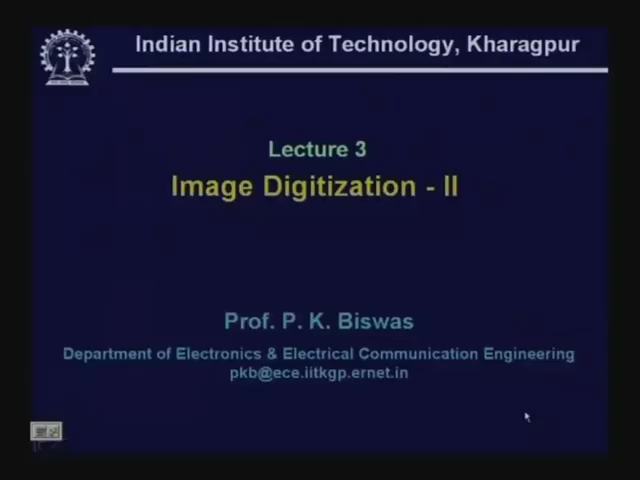 Indian Institute of Technology, Kharagpur
Lecture 3
Image Digitization - II
Prof. P. K. Biswas
Department of Electronics & Electrical Communication Engineering
pkb@ece.iitkgp.ernet.in